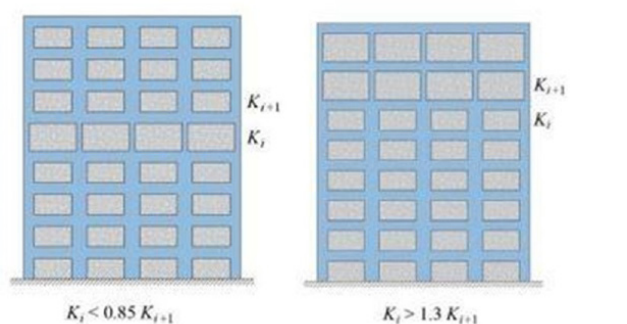 K_{i+1}
K_i
K_{i+1}
K_i
K_i < 0.85 K_{i+1}
K_i > 1.3 K_{i+1}